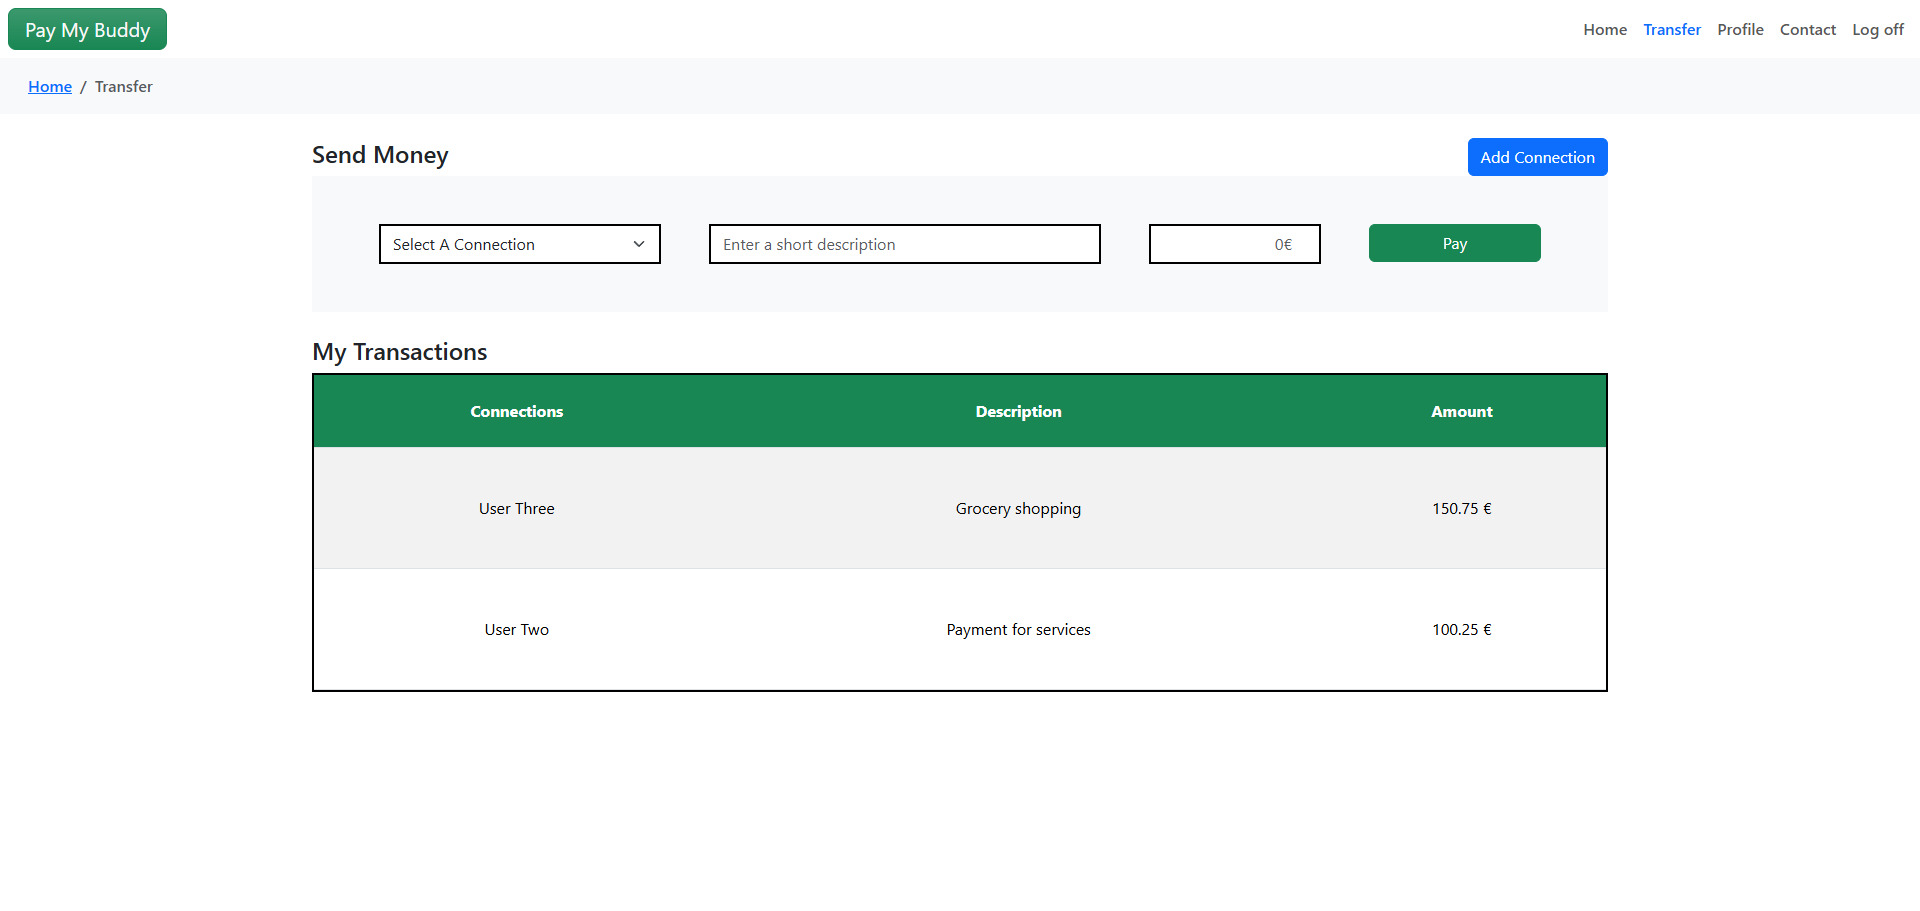 Pay My Buddy
Home Transfer Profile Contact Log off
Home / Transfer
Send Money
Add Connection
Select A Connection
Enter a short description
0€
Pay
My Transactions
Connections Description Amount
User Three Grocery shopping 150.75 €
User Two Payment for services 100.25 €